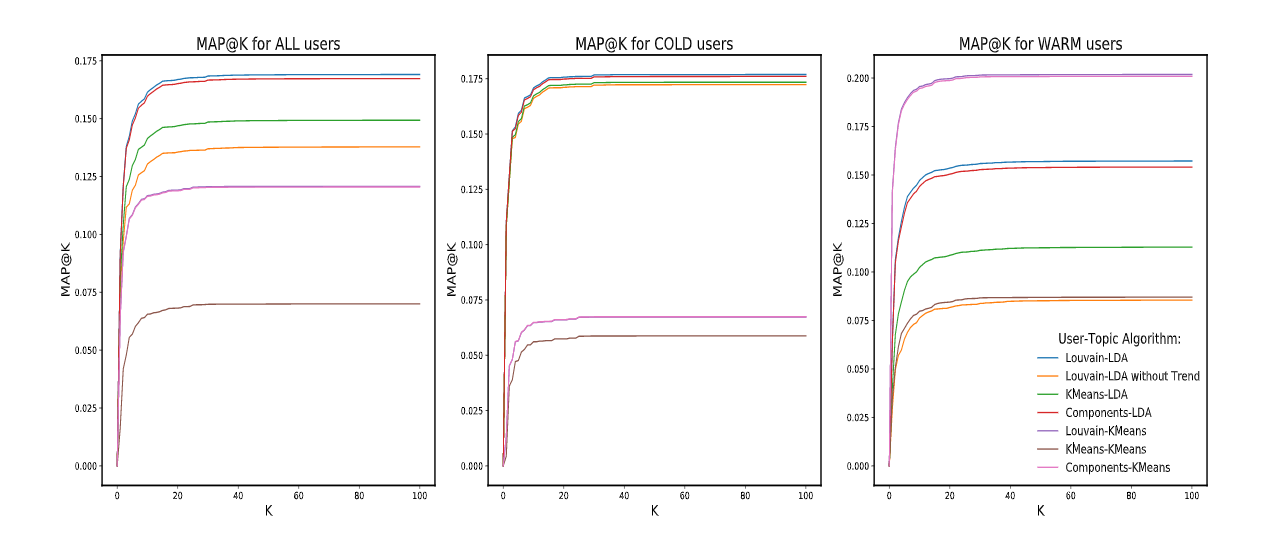 MAP@K for ALL users
MAP@K
0.175
0.150
0.125
0.100
0.075
0.050
0.025
0.000
0 20 40 60 80 100
K
MAP@K for COLD users
MAP@K
0.175
0.150
0.125
0.100
0.075
0.050
0.025
0.000
0 20 40 60 80 100
K
MAP@K for WARM users
MAP@K
0.200
0.175
0.150
0.125
0.100
0.075
0.050
0.025
0.000
0 20 40 60 80 100
K
User-Topic Algorithm:
Louvain-LDA
Louvain-LDA without Trend
KMeans-LDA
Components-LDA
Louvain-KMeans
KMeans-KMeans
Components-KMeans